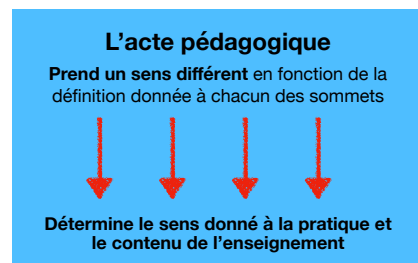 L'acte pédagogique
Prend un sens différent en fonction de la
définition donnée à chacun des sommets
Détermine le sens donné à la pratique et
le contenu de l'enseignement